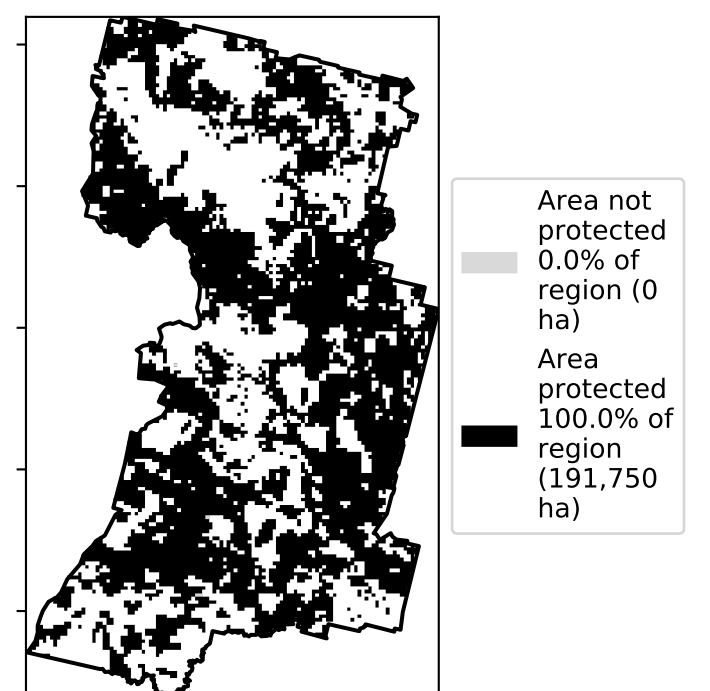 Area not
protected
0.0% of
region (0
ha)
Area
protected
100.0% of
region
(191,750
ha)